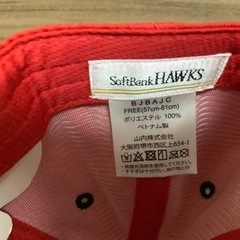 SoftBank HAWKS
BJBAJC
FREE(57cm-61cm)
ポリエステル 100%
ベトナム製
山内株式会社
大阪府堺市西区上654-1